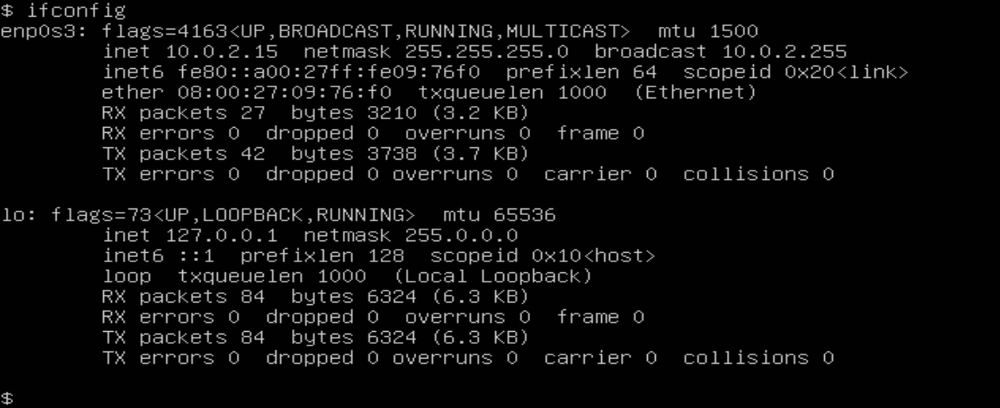 $ ifconfig
enp0s3: flags=4163<UP,BROADCAST,RUNNING,MULTICAST>  mtu 1500
        inet 10.0.2.15  netmask 255.255.255.0  broadcast 10.0.2.255
        inet6 fe80::a00:27ff:fe09:76f0  prefixlen 64  scopeid 0x20<link>
        ether 08:00:27:09:76:f0  txqueuelen 1000  (Ethernet)
        RX packets 27  bytes 3210 (3.2 KB)
        RX errors 0  dropped 0  overruns 0  frame 0
        TX packets 42  bytes 3738 (3.7 KB)
        TX errors 0  dropped 0 overruns 0  carrier 0  collisions 0

lo: flags=73<UP,LOOPBACK,RUNNING>  mtu 65536
        inet 127.0.0.1  netmask 255.0.0.0
        inet6 ::1  prefixlen 128  scopeid 0x10<host>
        loop  txqueuelen 1000  (Local Loopback)
        RX packets 84  bytes 6324 (6.3 KB)
        RX errors 0  dropped 0  overruns 0  frame 0
        TX packets 84  bytes 6324 (6.3 KB)
        TX errors 0  dropped 0 overruns 0  carrier 0  collisions 0

$